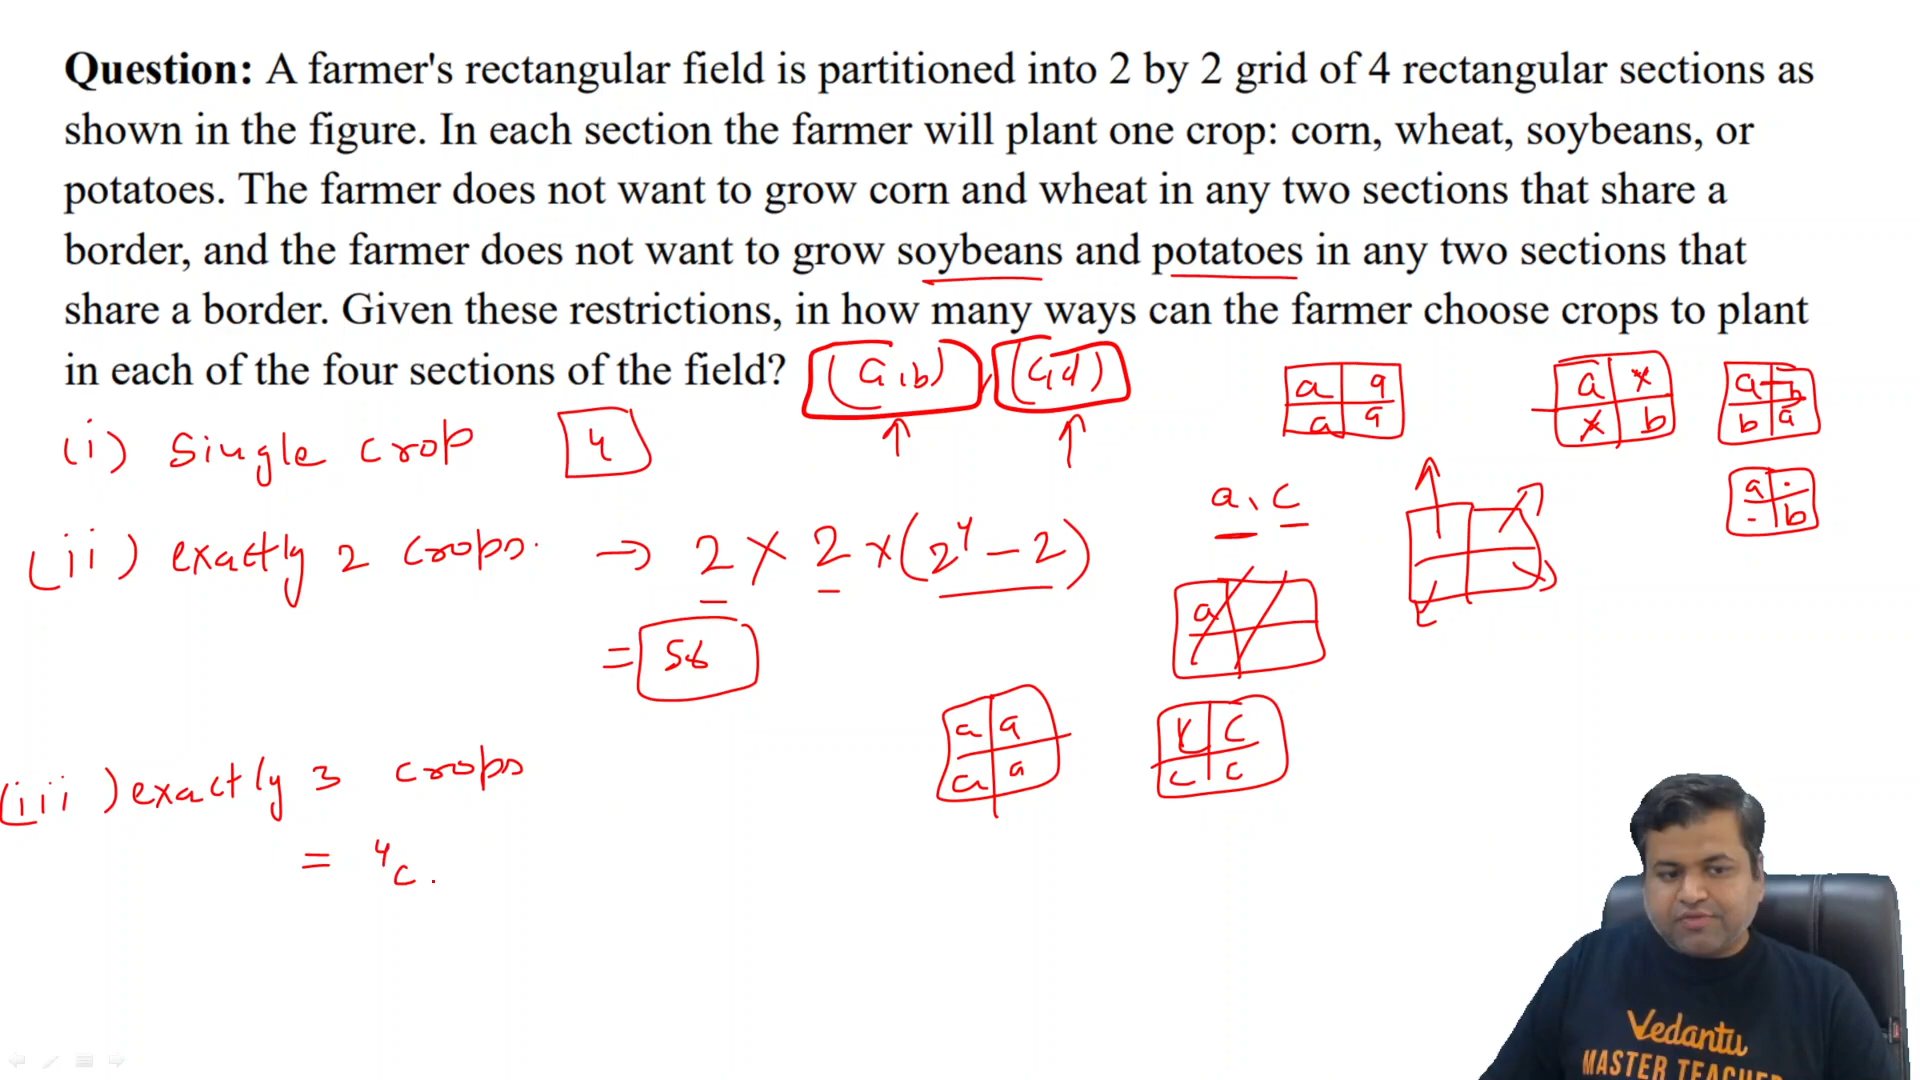 Question: A farmer's rectangular field is partitioned into 2 by 2 grid of 4 rectangular sections as
shown in the figure. In each section the farmer will plant one crop: corn, wheat, soybeans, or
potatoes. The farmer does not want to grow corn and wheat in any two sections that share a
border, and the farmer does not want to grow soybeans and potatoes in any two sections that
share a border. Given these restrictions, in how many ways can the farmer choose crops to plant
in each of the four sections of the field? (a,b), (c,d)
a a
a a
a x
x b
a b
b a
(i) Single crop 4
a, c
a .
. b
(ii) exactly 2 crops. → 2 × 2 × (2⁴ − 2)
a
= 56
a a
a a
c
c c
(iii) exactly 3 crops
= ⁴c.
Vedantu
MASTER TEACHER